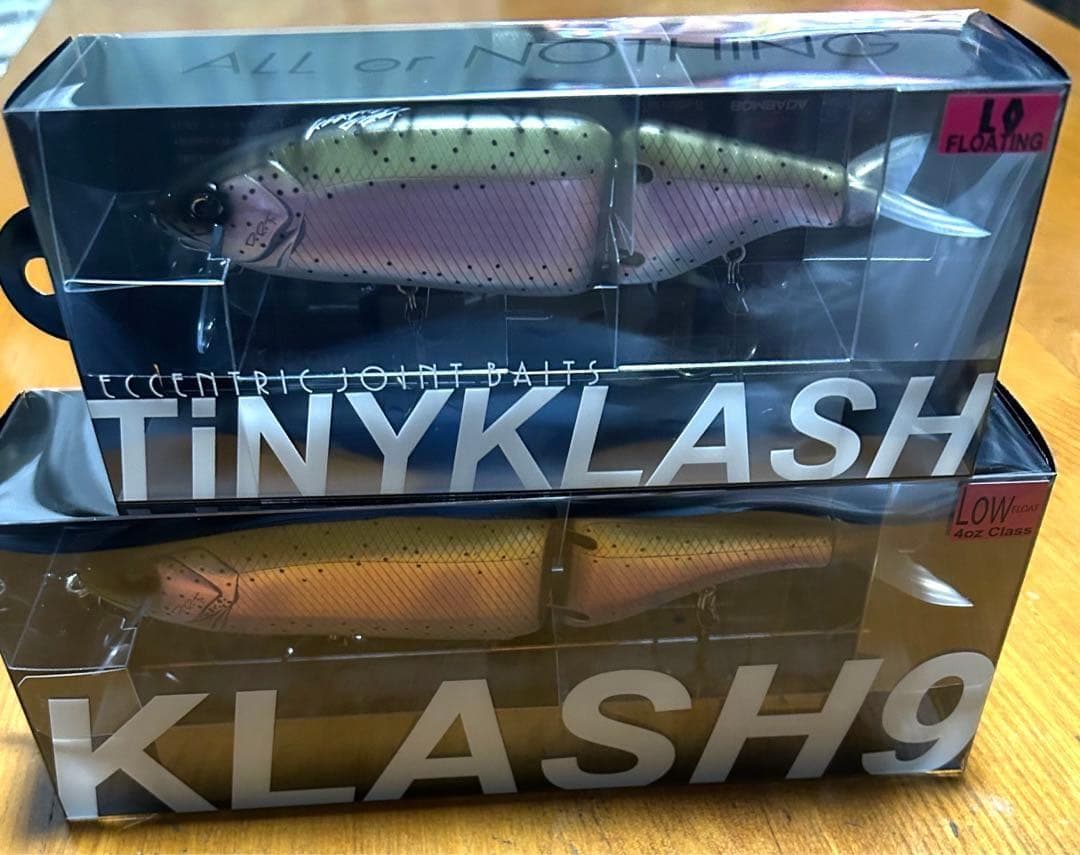 ALL or NOTHING
LO
FLOATING
ECCENTRIC JOINT BAITS
TiNYKLASH
LOW FLOAT
4oz Class
KLASH9